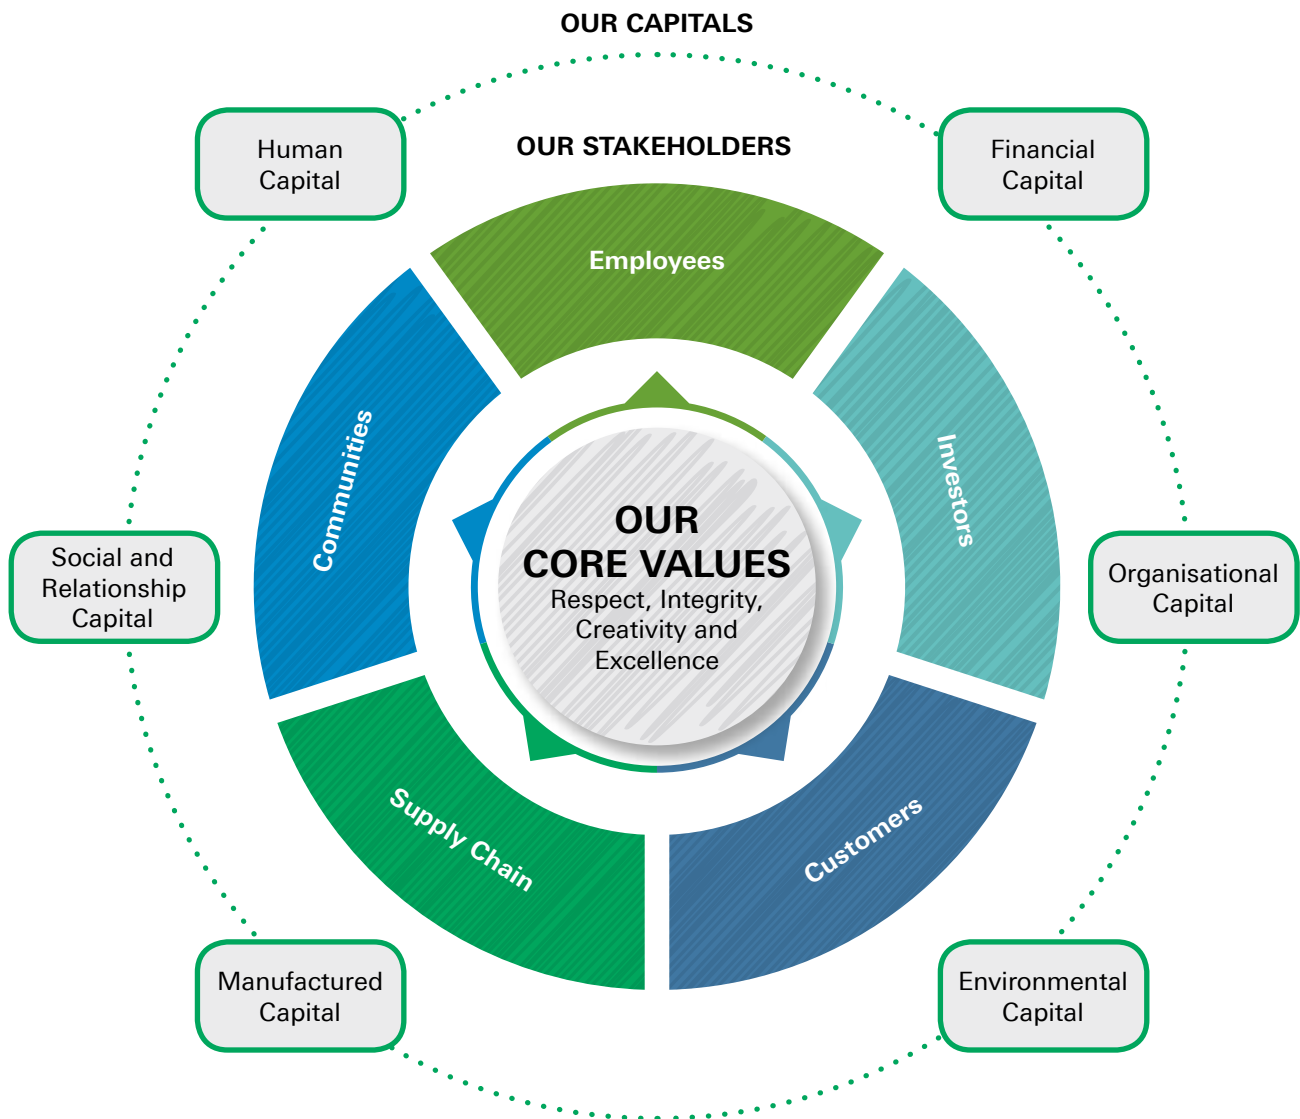 OUR CAPITALS
Human
Capital
Financial
Capital
OUR STAKEHOLDERS
Employees
Communities
Investors
OUR
CORE VALUES
Respect, Integrity,
Creativity and
Excellence
Social and
Relationship
Capital
Organisational
Capital
Supply Chain
Customers
Manufactured
Capital
Environmental
Capital